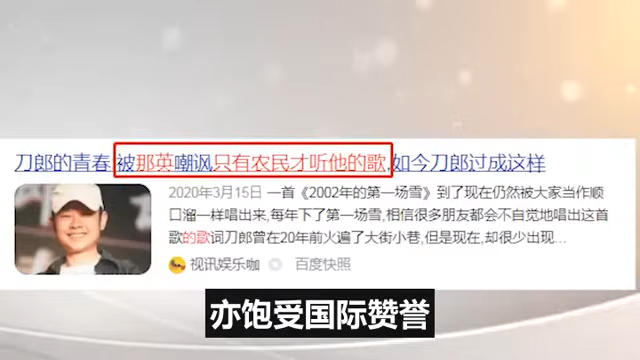 刀郎的青春,被那英嘲讽只有农民才听他的歌,如今刀郎过成这样
2020年3月15日 一首《2002年的第一场雪》到了现在仍然被大家当作顺
口溜一样唱出来,每年下了第一场雪,相信很多朋友都会不自觉地唱出这首
歌的歌词刀郎曾在20年前火遍了大街小巷,但是现在,却很少出现...
视讯娱乐咖 百度快照
亦饱受国际赞誉